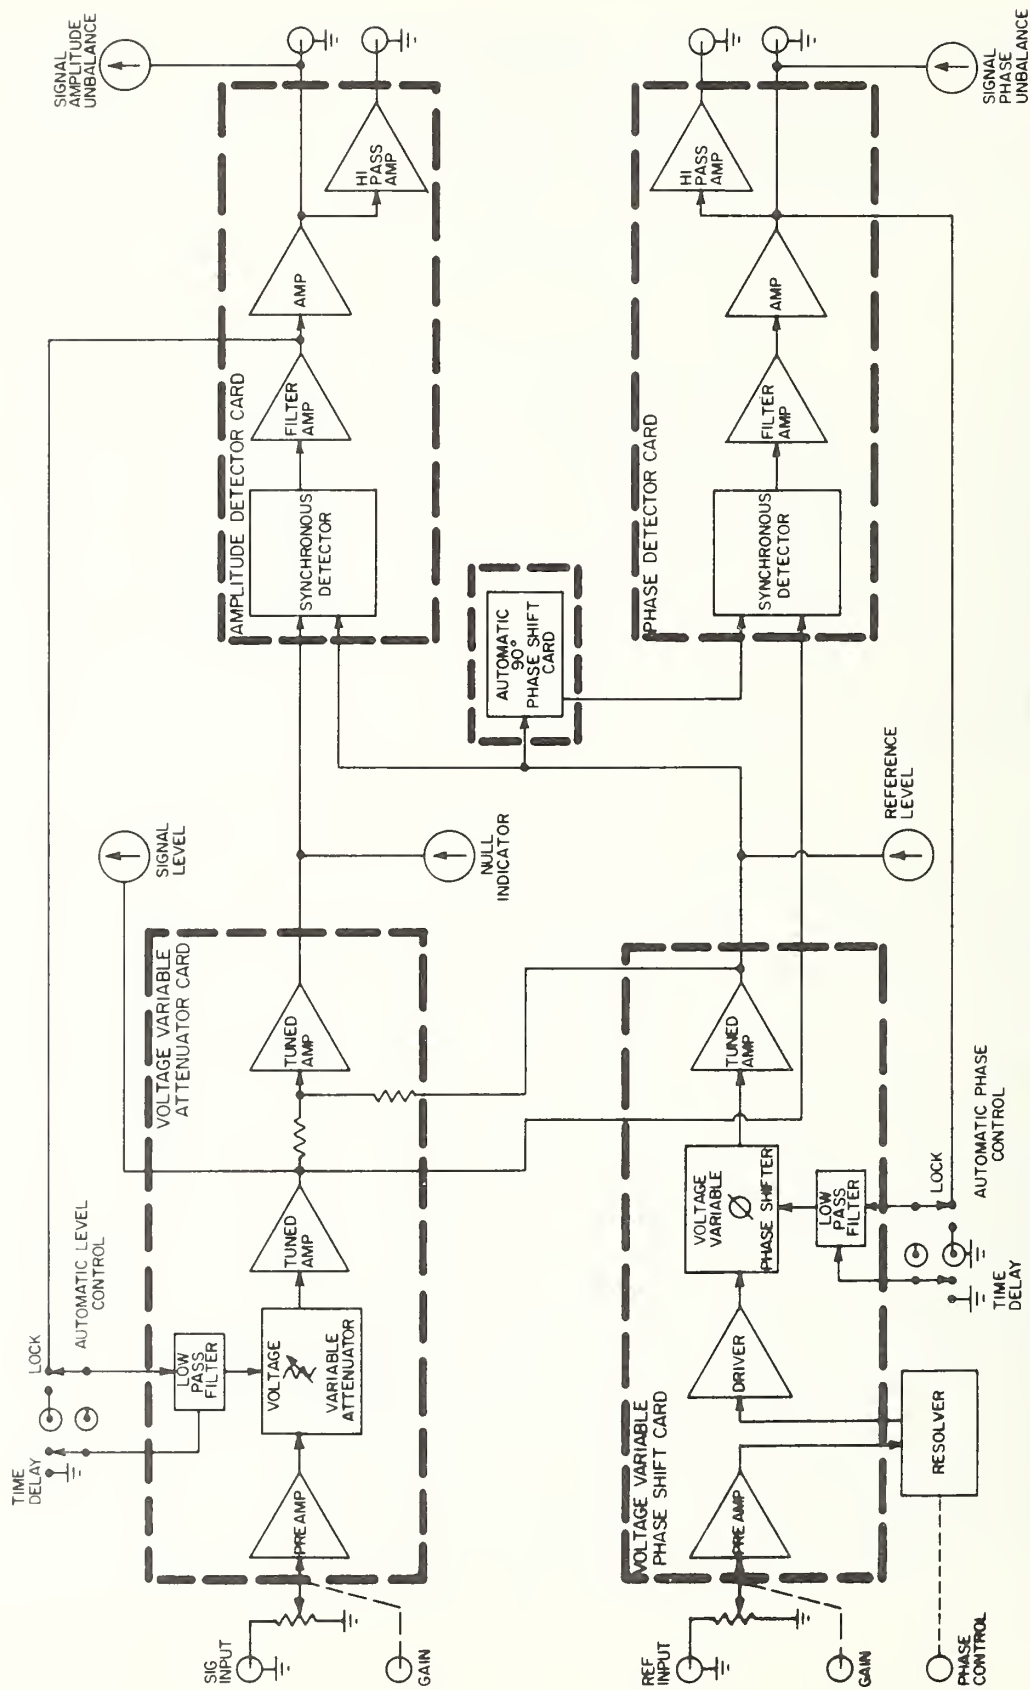 SIG
INPUT
GAIN
TIME
DELAY
LOCK
AUTOMATIC LEVEL
CONTROL
VOLTAGE VARIABLE
ATTENUATOR CARD
PRE AMP
LOW
PASS
FILTER
VOLTAGE
VARIABLE
ATTENUATOR
TUNED
AMP
TUNED
AMP
SIGNAL
LEVEL
NULL
INDICATOR
AMPLITUDE DETECTOR CARD
SYNCHRONOUS
DETECTOR
FILTER
AMP
AMP
HI
PASS
AMP
SIGNAL
AMPLITUDE
UNBALANCE
AUTOMATIC
90°
PHASE SHIFT
CARD
REF INPUT
GAIN
PHASE
CONTROL
VOLTAGE VARIABLE
PHASE SHIFT CARD
PRE AMP
RESOLVER
DRIVER
VOLTAGE
VARIABLE
Ø
PHASE SHIFTER
LOW
PASS
FILTER
TIME
DELAY
LOCK
AUTOMATIC PHASE
CONTROL
TUNED
AMP
REFERENCE
LEVEL
PHASE DETECTOR CARD
SYNCHRONOUS
DETECTOR
FILTER
AMP
AMP
HI
PASS
AMP
SIGNAL
PHASE
UNBALANCE